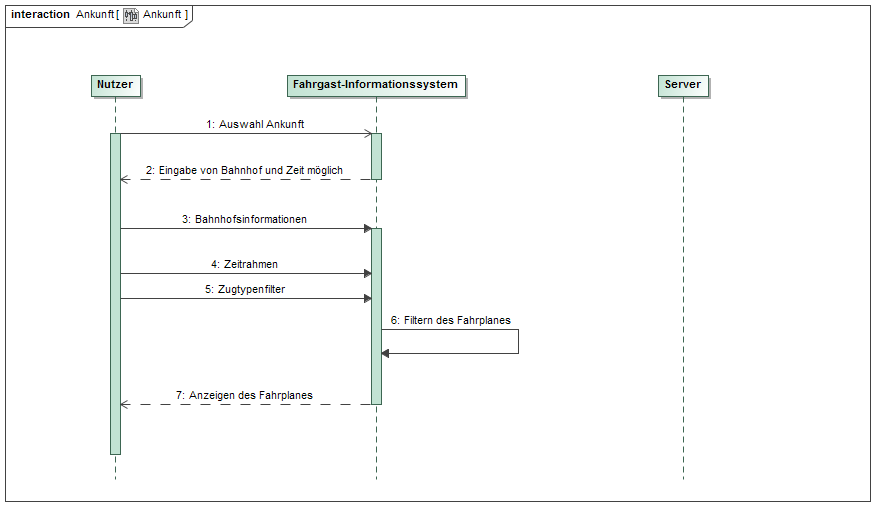 interaction Ankunft [ Ankunft ]
Nutzer
Fahrgast-Informationssystem
Server
1: Auswahl Ankunft
2: Eingabe von Bahnhof und Zeit möglich
3: Bahnhofsinformationen
4: Zeitrahmen
5: Zugtypenfilter
6: Filtern des Fahrplanes
7: Anzeigen des Fahrplanes